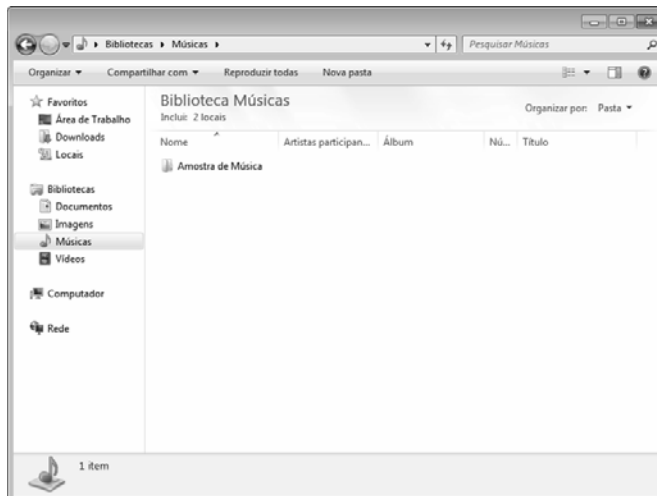 Bibliotecas Músicas
Pesquisar Músicas
Organizar Compartilhar com Reproduzir todas Nova pasta
Favoritos
Área de Trabalho
Downloads
Locais
Bibliotecas
Documentos
Imagens
Músicas
Vídeos
Computador
Rede
Biblioteca Músicas
Inclui: 2 locais
Organizar por: Pasta
Nome Artistas participan... Álbum Nú... Título
Amostra de Música
1 item